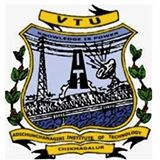 VTU
KNOWLEDGE IS POWER
ADICHUNCHANAGIRI INSTITUTE OF TECHNOLOGY
CHIKMAGALUR